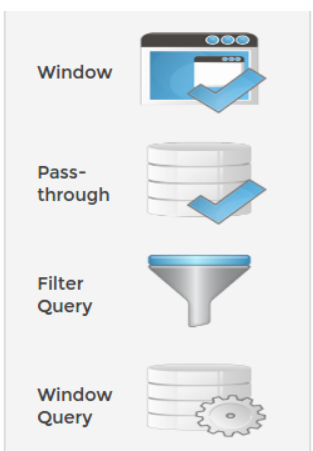 Window
Pass-
through
Filter
Query
Window
Query